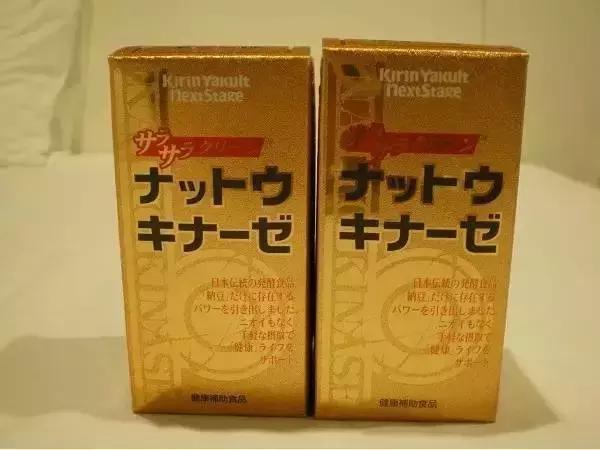 Kirin Yakult
NextStage
サラ
サラ クリーン
ナットウ
キナーゼ
日本伝統の発酵食品
「納豆」だけに存在する
パワーを引き出しました。
ニオイもなく、
手軽な摂取で
「健康」ライフを
サポート。
健康補助食品
Kirin Yakult
NextStage
ナットウ
キナーゼ
日本伝統の発酵食品
「納豆」だけに存在する
パワーを引き出しました。
ニオイもなく、
手軽な摂取で
「健康」ライフを
サポート。
健康補助食品